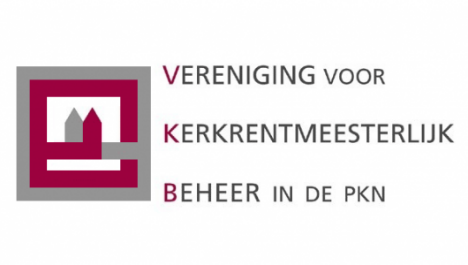 VERENIGING VOOR
KERKRENTMEESTERLIJK
BEHEER IN DE PKN